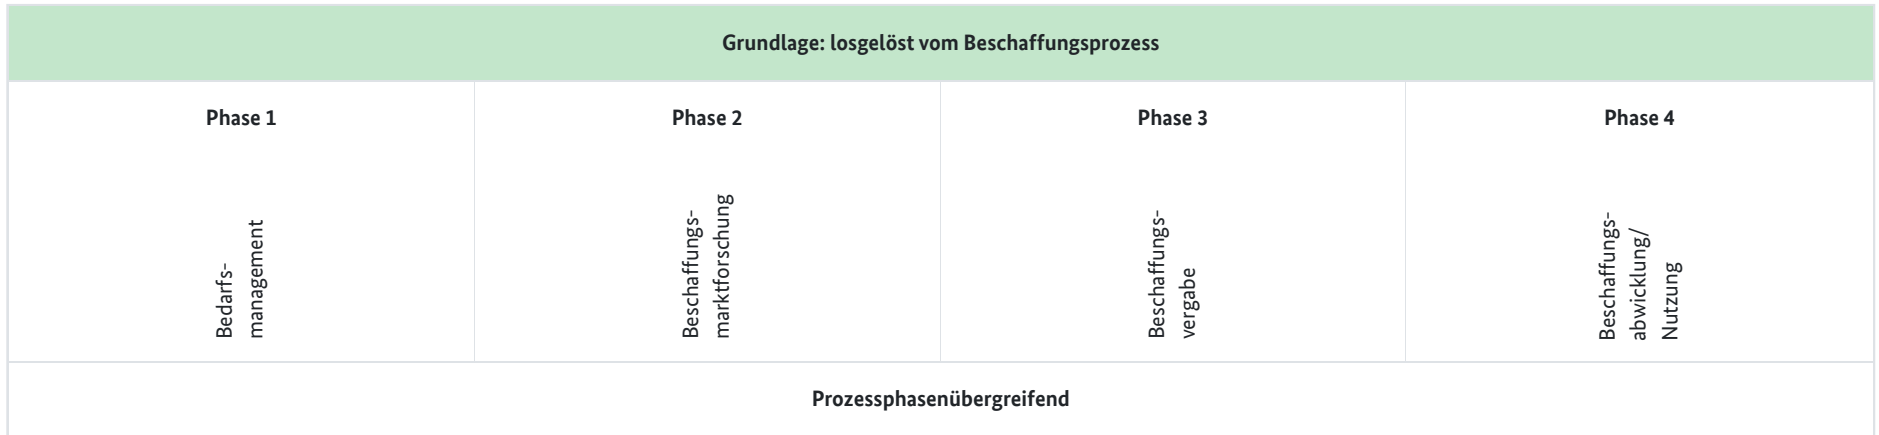 Grundlage: losgelöst vom Beschaffungsprozess
Phase 1
Phase 2
Phase 3
Phase 4
Bedarfs-
management
Beschaffungs-
marktforschung
Beschaffungs-
vergabe
Beschaffungs-
abwicklung/
Nutzung
Prozessphasenübergreifend